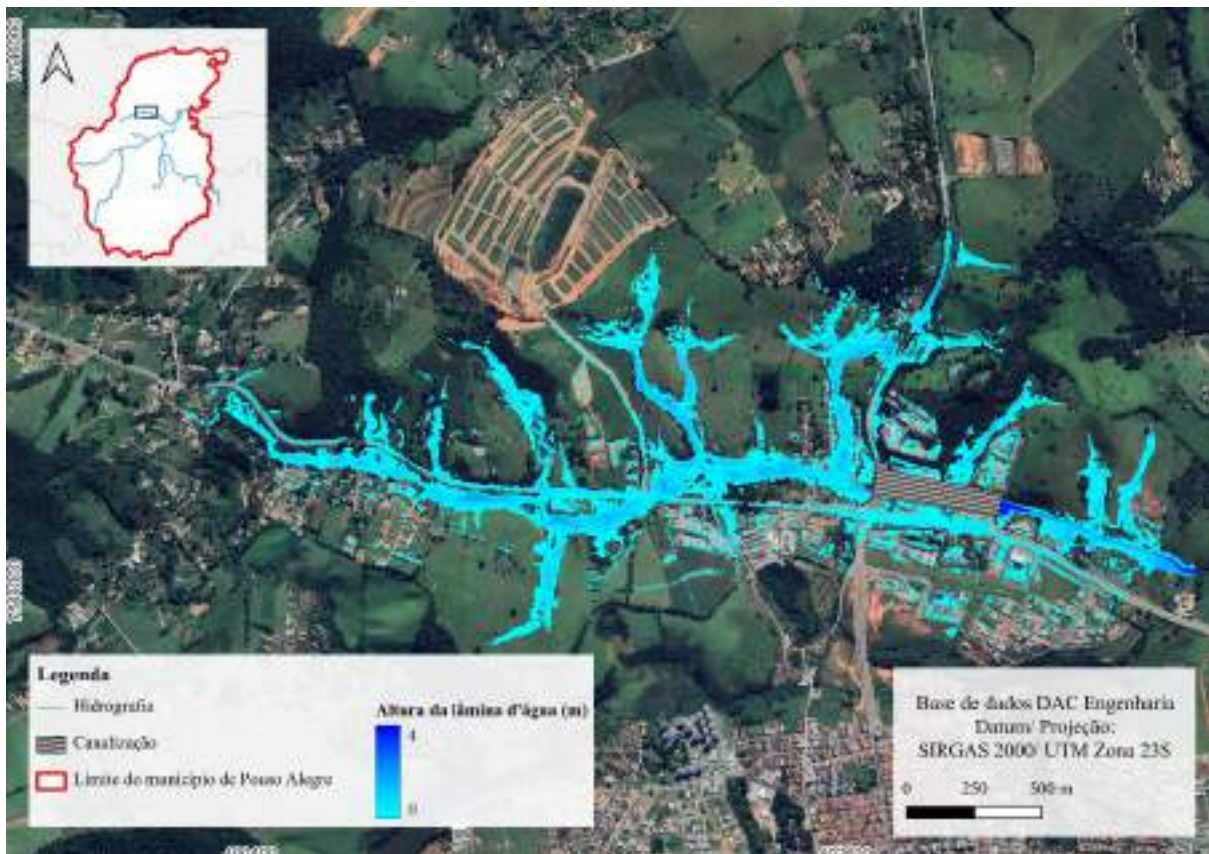 Legenda
Hidrografia
Canalização
Limite do município de Pouso Alegre
Altura da lâmina d'água (m)
4
0
Base de dados DAC Engenharia
Datum/ Projeção:
SIRGAS 2000/ UTM Zona 23S
0 250 500 m